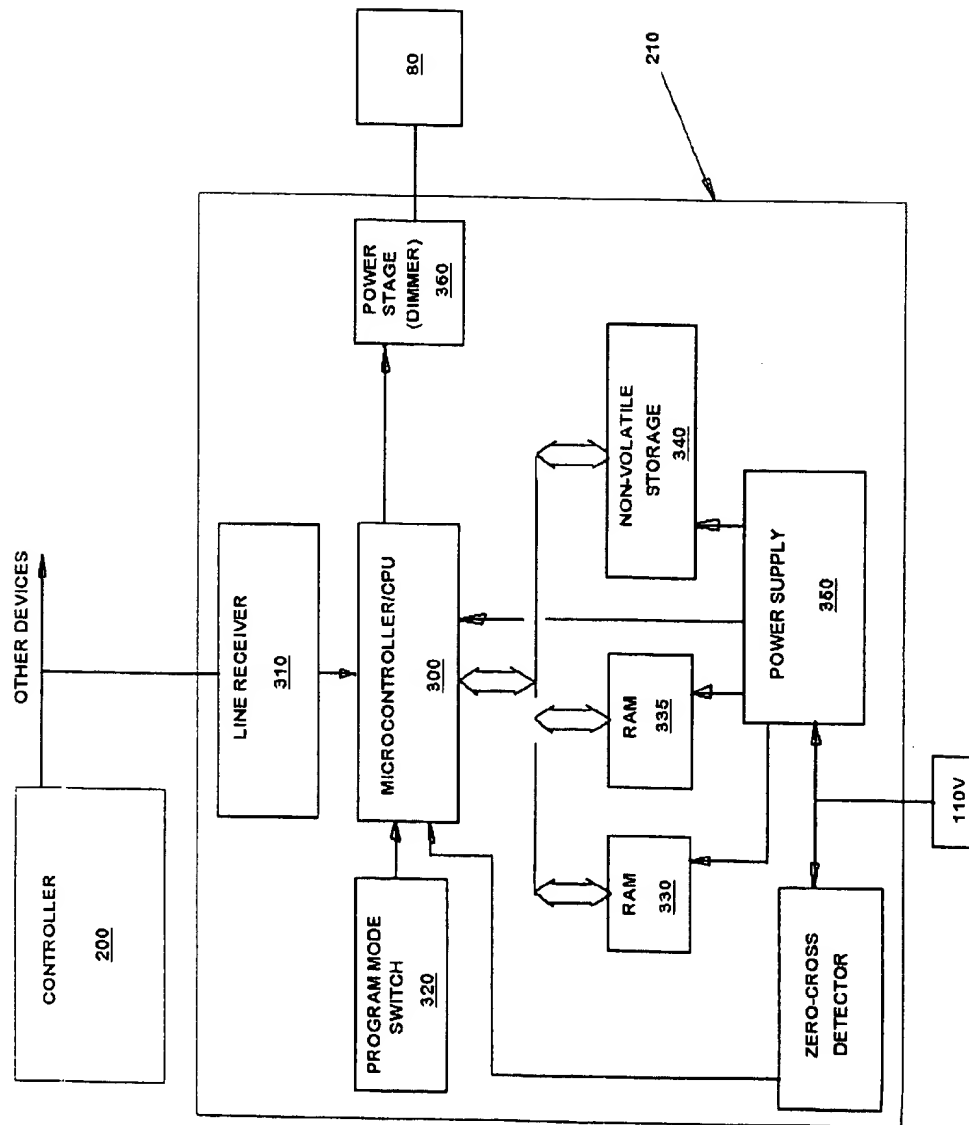 CONTROLLER
200
OTHER DEVICES
LINE RECEIVER
310
PROGRAM MODE
SWITCH
320
MICROCONTROLLER/CPU
300
POWER
STAGE
(DIMMER)
360
80
210
RAM
330
RAM
335
NON-VOLATILE
STORAGE
340
ZERO-CROSS
DETECTOR
POWER SUPPLY
350
110V